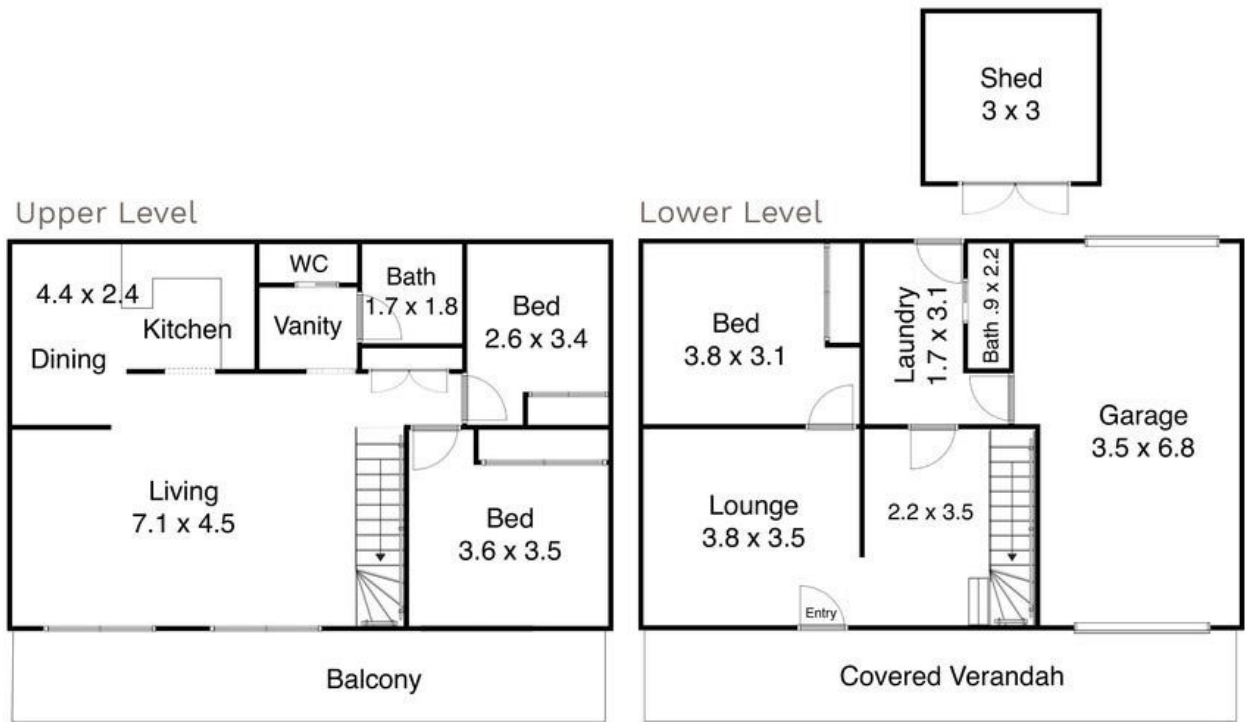 Shed
3 x 3
Upper Level
WC
Bath
1.7 x 1.8
4.4 x 2.4
Kitchen
Dining
Vanity
Bed
2.6 x 3.4
Living
7.1 x 4.5
Bed
3.6 x 3.5
Balcony
Lower Level
Bed
3.8 x 3.1
Laundry
1.7 x 3.1
Bath .9 x 2.2
Garage
3.5 x 6.8
Lounge
3.8 x 3.5
2.2 x 3.5
Entry
Covered Verandah